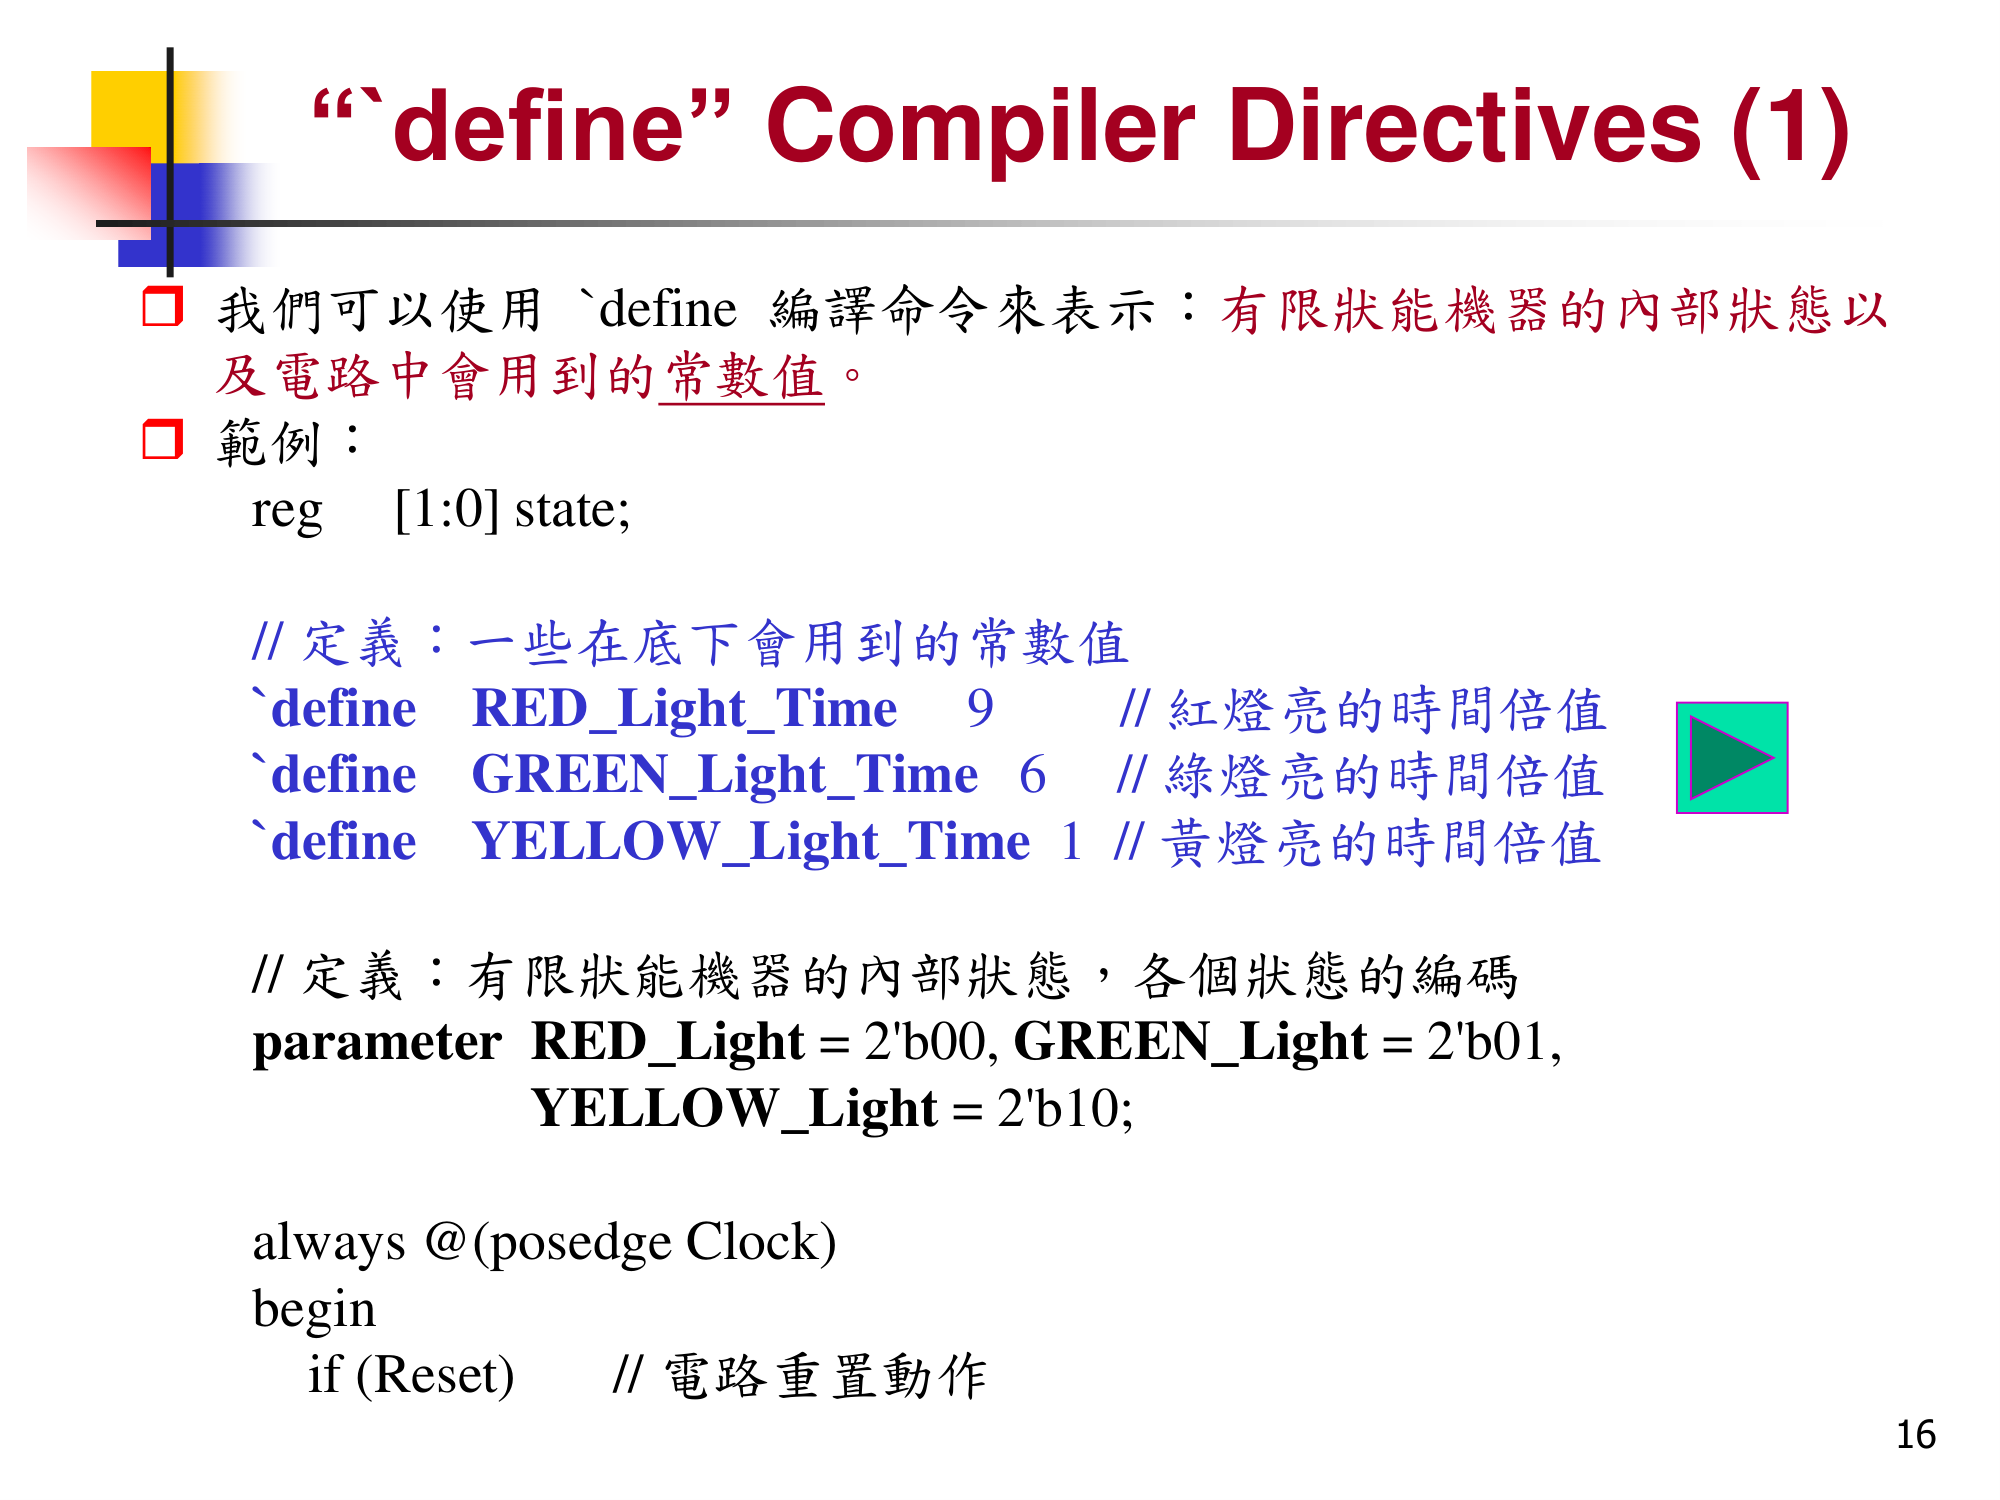 “`define” Compiler Directives (1)
我們可以使用 `define 編譯命令來表示：有限狀能機器的內部狀態以
及電路中會用到的常數值。
範例：
reg [1:0] state;
// 定義：一些在底下會用到的常數值
`define RED_Light_Time 9 // 紅燈亮的時間倍值
`define GREEN_Light_Time 6 // 綠燈亮的時間倍值
`define YELLOW_Light_Time 1 // 黃燈亮的時間倍值
// 定義：有限狀能機器的內部狀態，各個狀態的編碼
parameter RED_Light = 2'b00, GREEN_Light = 2'b01,
YELLOW_Light = 2'b10;
always @(posedge Clock)
begin
if (Reset) // 電路重置動作
16